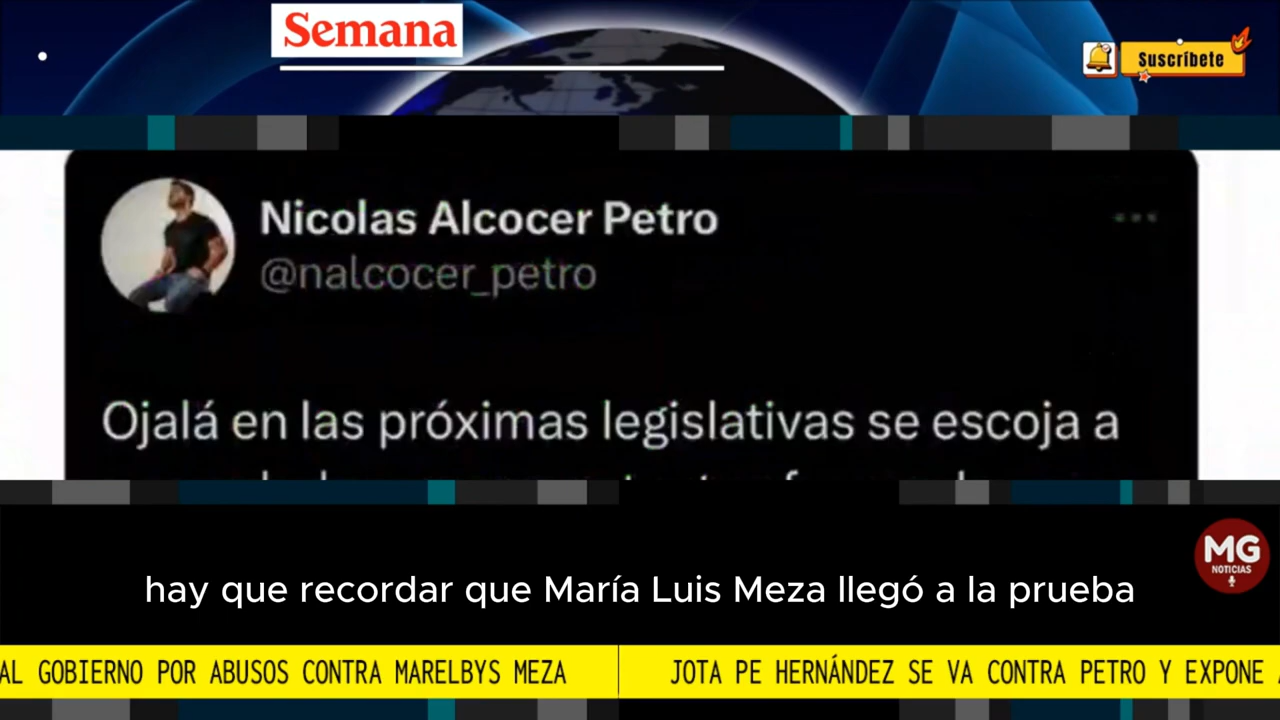 Semana
Suscríbete
Nicolas Alcocer Petro
@nalcocer_petro
Ojalá en las próximas legislativas se escoja a
MG
NOTICIAS
hay que recordar que María Luis Meza llegó a la prueba
AL GOBIERNO POR ABUSOS CONTRA MARELBYS MEZA
JOTA PE HERNÁNDEZ SE VA CONTRA PETRO Y EXPONE